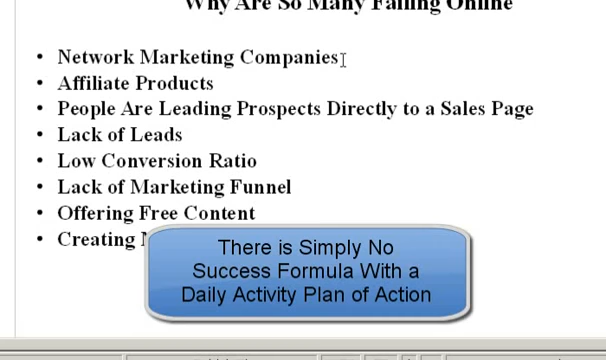 Why Are So Many Failing Online
• Network Marketing Companies
• Affiliate Products
• People Are Leading Prospects Directly to a Sales Page
• Lack of Leads
• Low Conversion Ratio
• Lack of Marketing Funnel
• Offering Free Content
• Creating
There is Simply No
Success Formula With a
Daily Activity Plan of Action